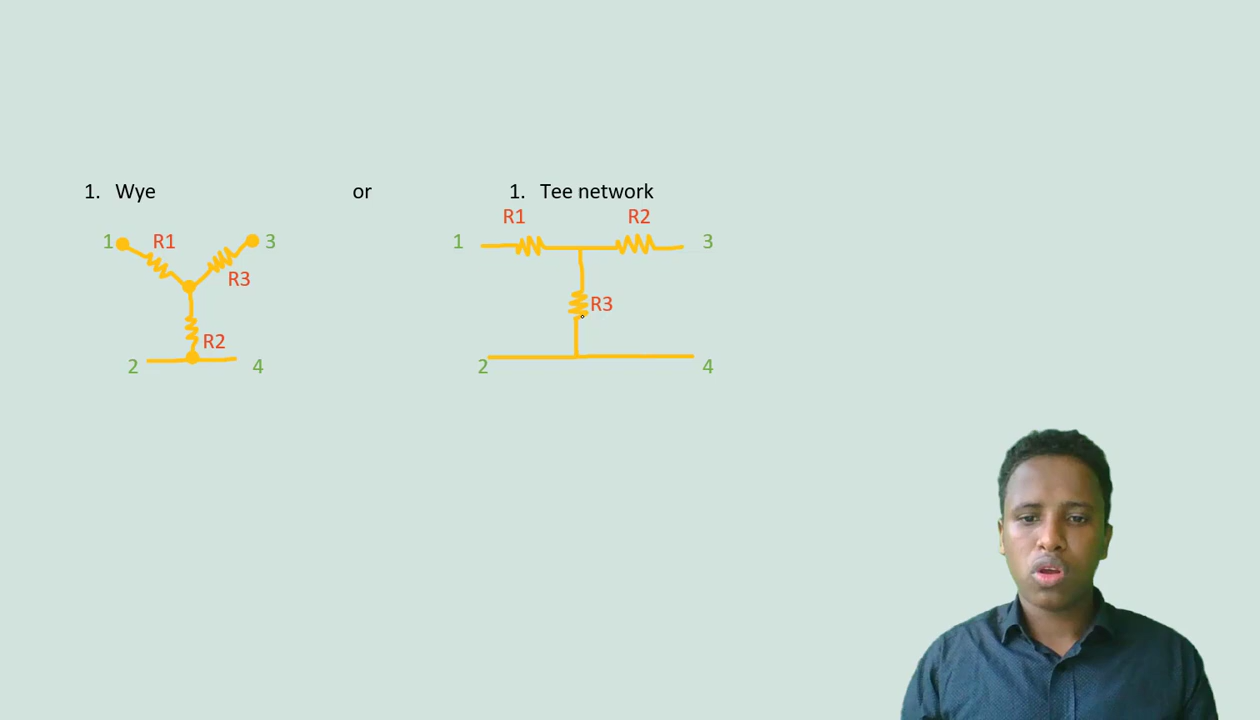 1. Wye or 1. Tee network
R1 R2
1 R1 3 1 3
R3
R3
R2
2 4 2 4